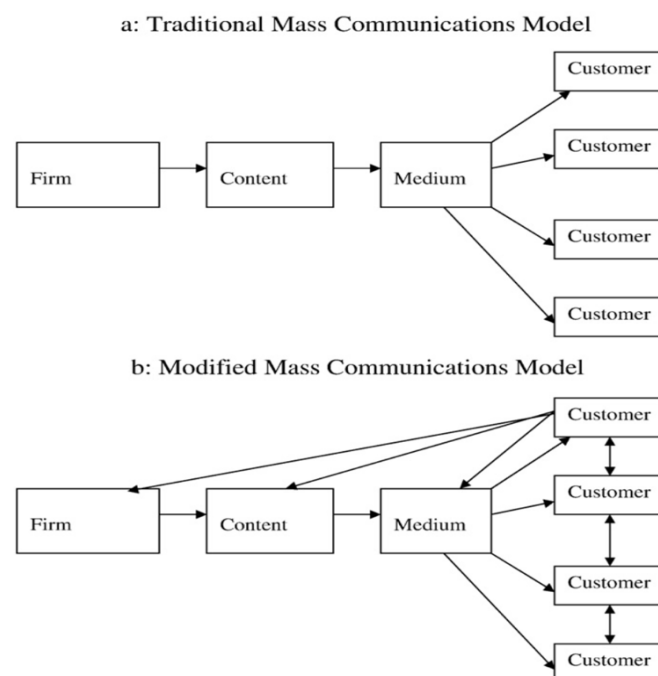 a: Traditional Mass Communications Model
Customer
Customer
Firm
Content
Medium
Customer
Customer
b: Modified Mass Communications Model
Customer
Customer
Firm
Content
Medium
Customer
Customer